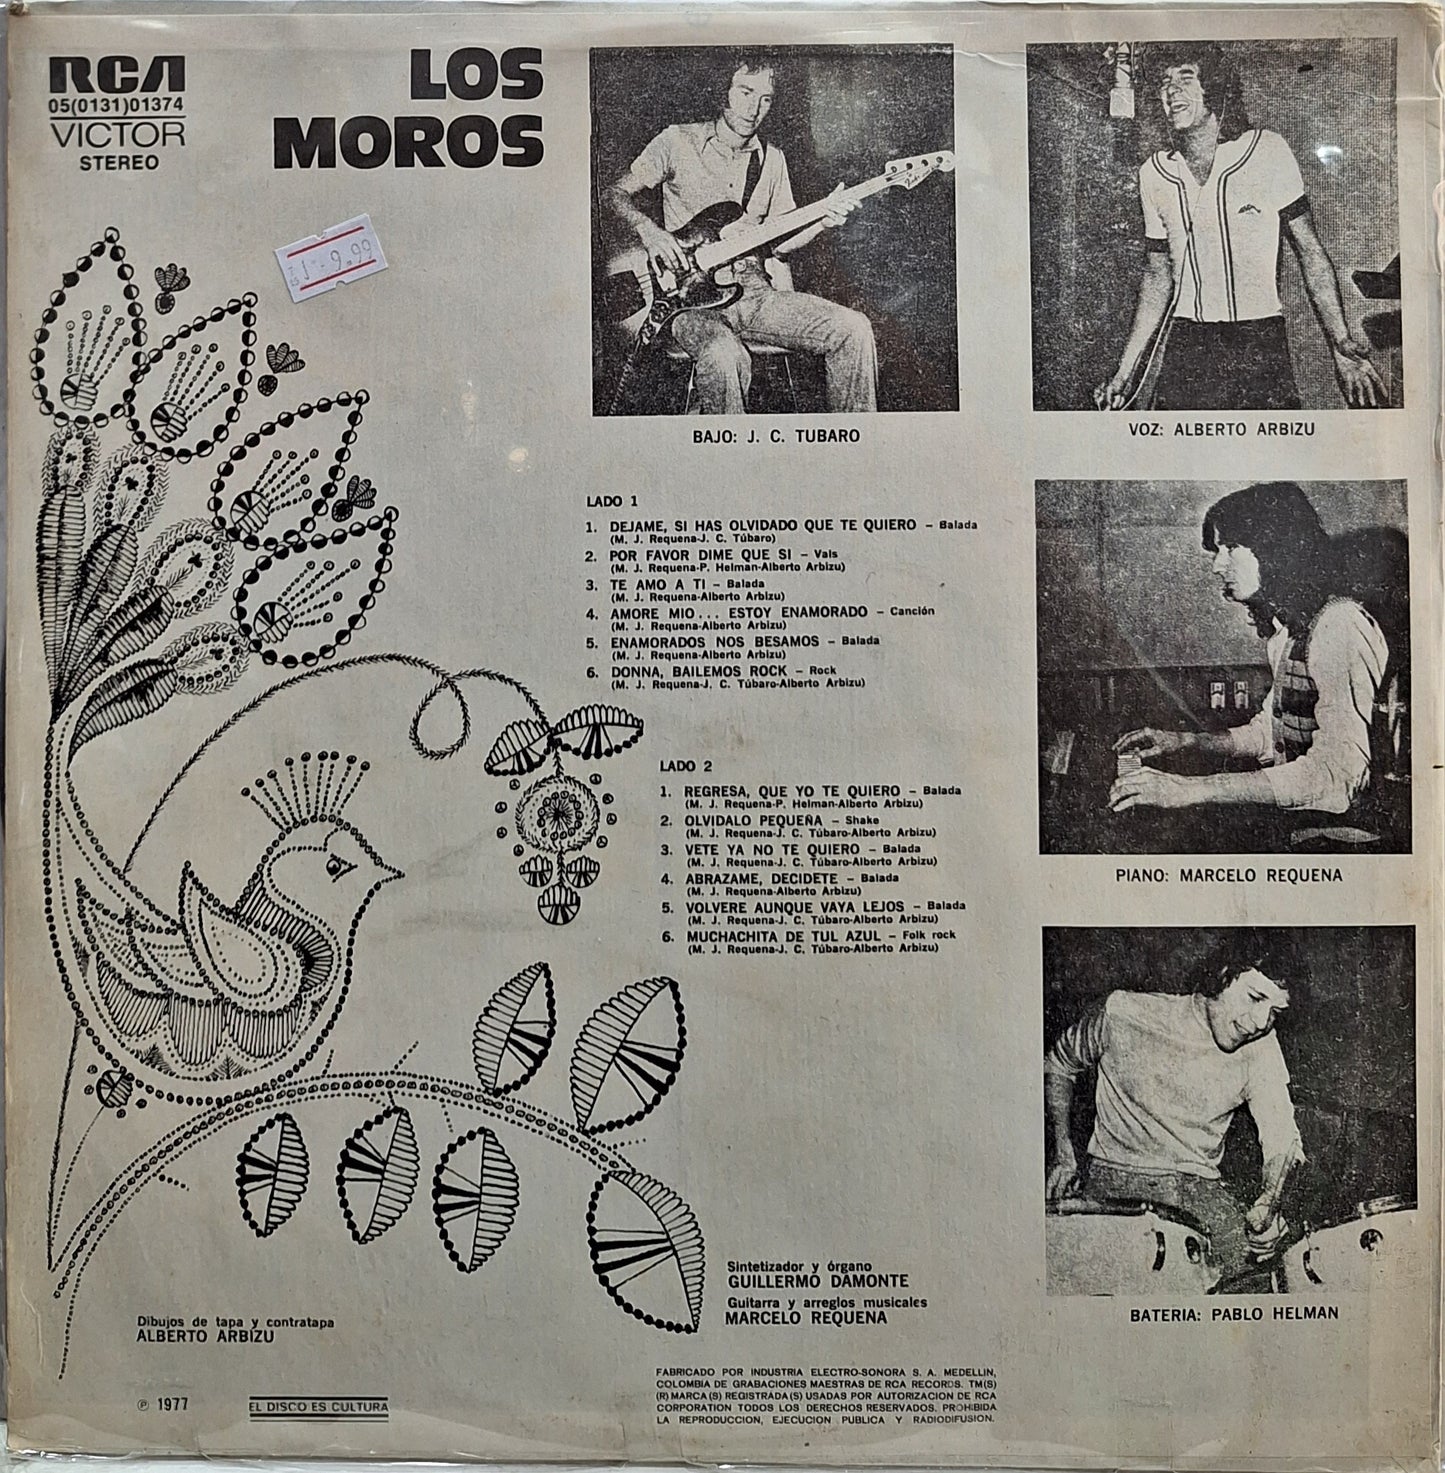 RCA
05(0131)01374
VICTOR
STEREO
LOS
MOROS
9.99
BAJO: J. C. TUBARO
VOZ: ALBERTO ARBIZU
LADO 1
1. DEJAME, SI HAS OLVIDADO QUE TE QUIERO – Balada
(M. J. Requena-J. C. Túbaro)
2. POR FAVOR DIME QUE SI – Vals
(M. J. Requena-P. Helman-Alberto Arbizu)
3. TE AMO A TI – Balada
(M. J. Requena-Alberto Arbizu)
4. AMORE MIO... ESTOY ENAMORADO – Canción
(M. J. Requena-Alberto Arbizu)
5. ENAMORADOS NOS BESAMOS – Balada
(M. J. Requena-Alberto Arbizu)
6. DONNA, BAILEMOS ROCK – Rock
(M. J. Requena-J. C. Túbaro-Alberto Arbizu)
LADO 2
1. REGRESA, QUE YO TE QUIERO – Balada
(M. J. Requena-P. Helman-Alberto Arbizu)
2. OLVIDALO PEQUEÑA – Shake
(M. J. Requena-J. C. Túbaro-Alberto Arbizu)
3. VETE YA NO TE QUIERO – Balada
(M. J. Requena-J. C. Túbaro-Alberto Arbizu)
4. ABRAZAME, DECIDETE – Balada
(M. J. Requena-Alberto Arbizu)
5. VOLVERE AUNQUE VAYA LEJOS – Balada
(M. J. Requena-J. C. Túbaro-Alberto Arbizu)
6. MUCHACHITA DE TUL AZUL – Folk rock
(M. J. Requena-J. C. Túbaro-Alberto Arbizu)
PIANO: MARCELO REQUENA
BATERIA: PABLO HELMAN
Sintetizador y órgano
GUILLERMO DAMONTE
Guitarra y arreglos musicales
MARCELO REQUENA
Dibujos de tapa y contratapa
ALBERTO ARBIZU
℗ 1977
EL DISCO ES CULTURA
FABRICADO POR INDUSTRIA ELECTRO-SONORA S. A. MEDELLIN,
COLOMBIA DE GRABACIONES MAESTRAS DE RCA RECORDS. TM(S)
(R) MARCA(S) REGISTRADA(S) USADAS POR AUTORIZACION DE RCA
CORPORATION TODOS LOS DERECHOS RESERVADOS. PROHIBIDA
LA REPRODUCCION, EJECUCION PUBLICA Y RADIODIFUSION.